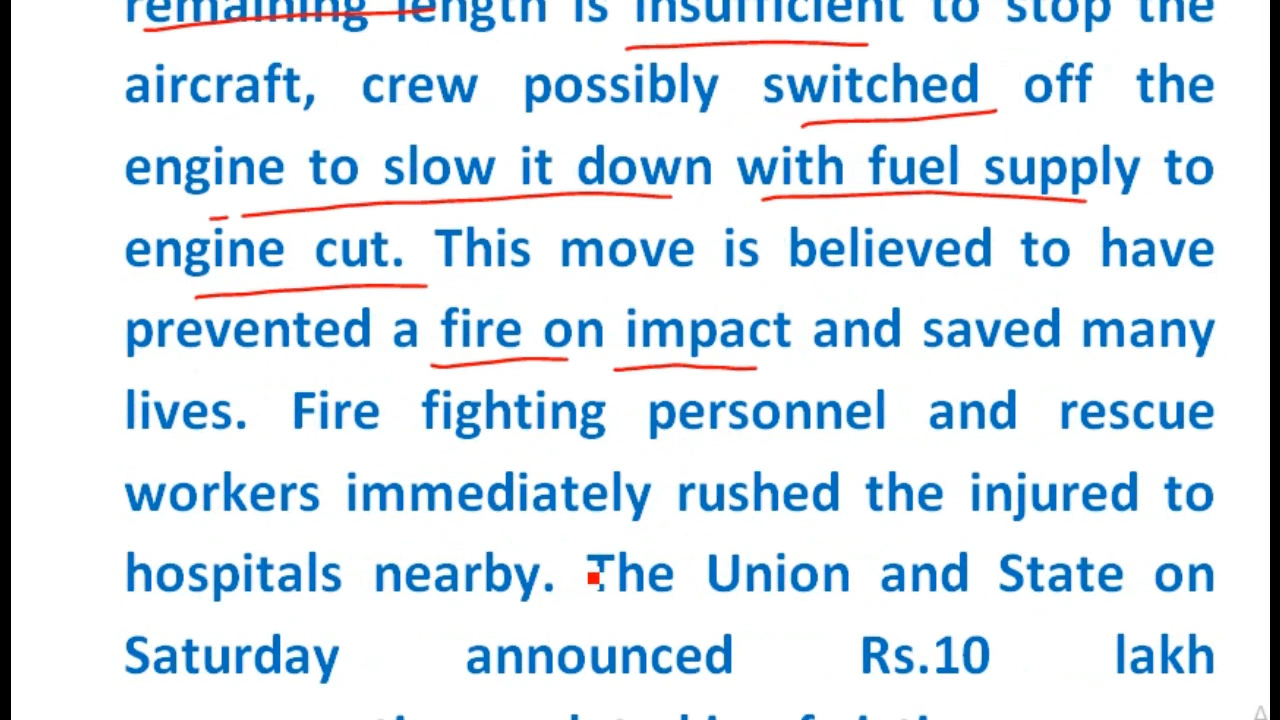 remaining length is insufficient to stop the
aircraft, crew possibly switched off the
engine to slow it down with fuel supply to
engine cut. This move is believed to have
prevented a fire on impact and saved many
lives. Fire fighting personnel and rescue
workers immediately rushed the injured to
hospitals nearby. The Union and State on
Saturday announced Rs.10 lakh